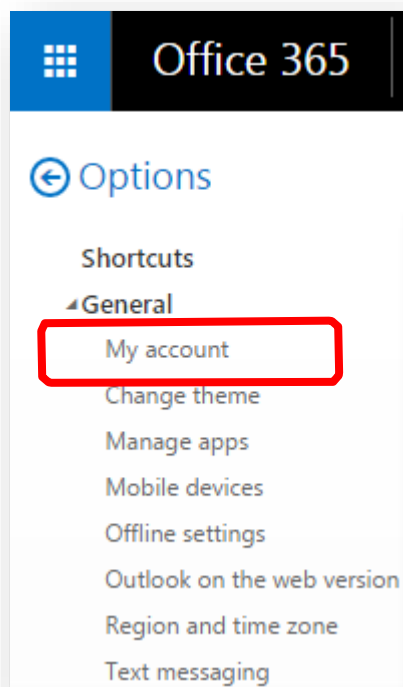 Office 365
Options
Shortcuts
General
My account
Change theme
Manage apps
Mobile devices
Offline settings
Outlook on the web version
Region and time zone
Text messaging